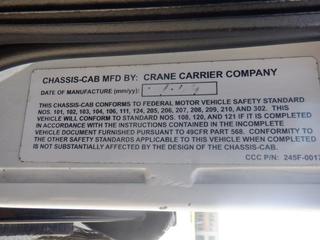 CHASSIS-CAB MFD BY: CRANE CARRIER COMPANY
DATE OF MANUFACTURE (mm/yy):
THIS CHASSIS-CAB CONFORMS TO FEDERAL MOTOR VEHICLE SAFETY STANDARD
NOS. 101, 102, 103, 104, 106, 111, 124, 205, 206, 207, 208, 209, 210, AND 302. THIS
VEHICLE WILL CONFORM TO STANDARD NOS. 108, 120, AND 121 IF IT IS COMPLETED
IN ACCORDANCE WITH THE INSTRUCTIONS CONTAINED IN THE INCOMPLETE
VEHICLE DOCUMENT FURNISHED PURSUANT TO 49CFR PART 568. CONFORMITY TO
THE OTHER SAFETY STANDARDS APPLICABLE TO THIS VEHICLE WHEN COMPLETED
IS NOT SUBSTANTIALLY AFFECTED BY THE DESIGN OF THE CHASSIS-CAB.
CCC P/N: 245F-0017